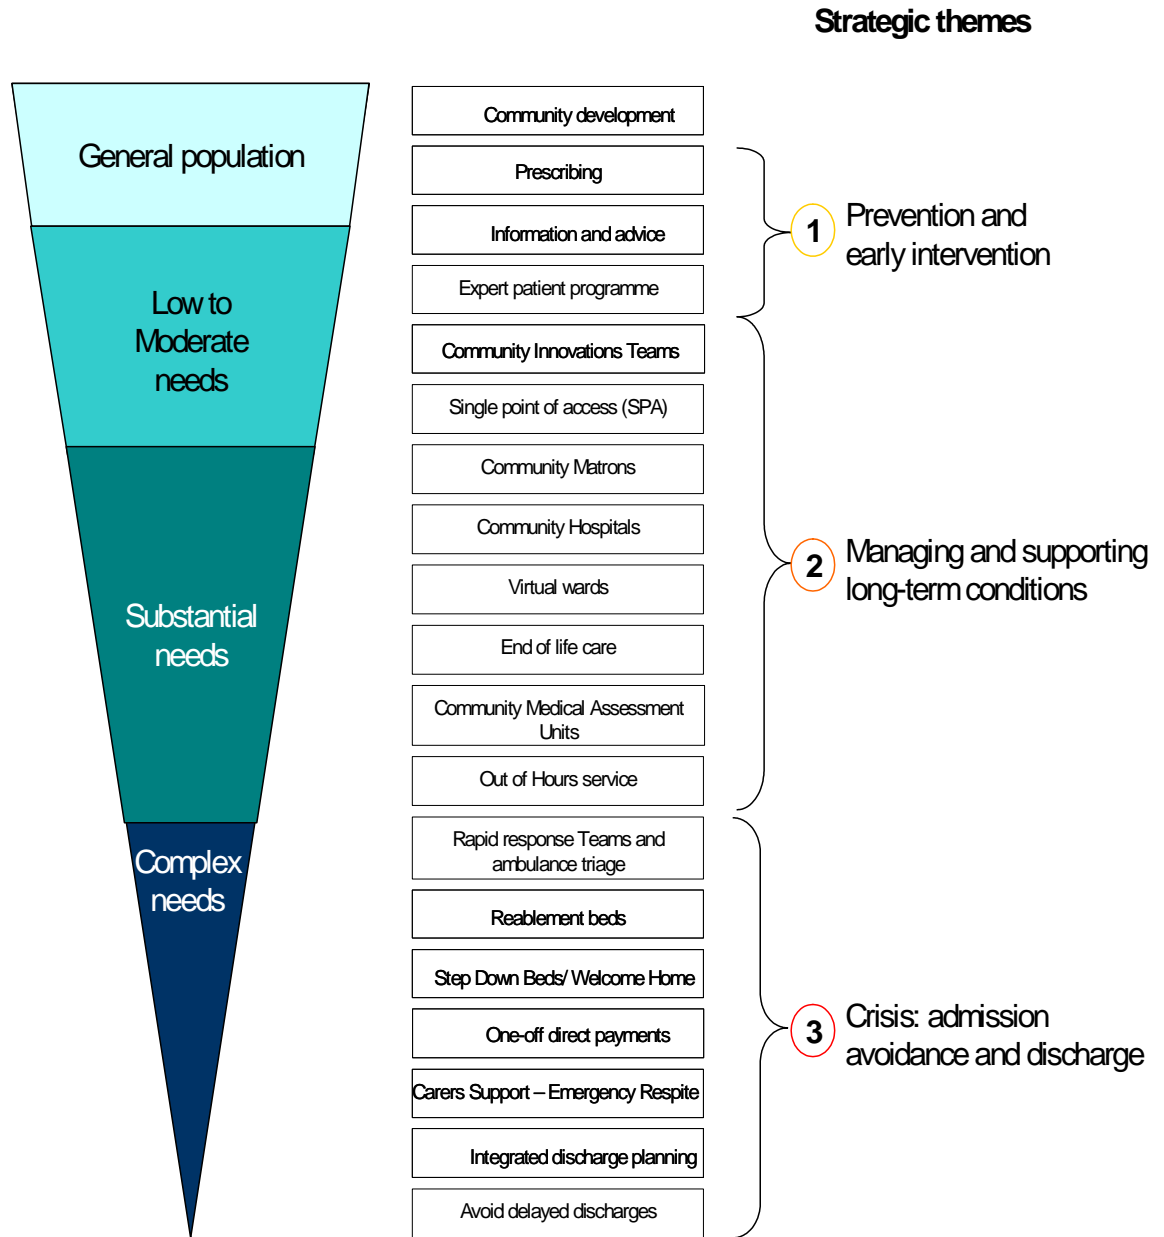 Strategic themes
General population
Low to
Moderate
needs
Substantial
needs
Complex
needs
Community development
Prescribing
Information and advice
Expert patient programme
Community Innovations Teams
Single point of access (SPA)
Community Matrons
Community Hospitals
Virtual wards
End of life care
Community Medical Assessment
Units
Out of Hours service
Rapid response Teams and
ambulance triage
Reablement beds
Step Down Beds/ Welcome Home
One-off direct payments
Carers Support – Emergency Respite
Integrated discharge planning
Avoid delayed discharges
1 Prevention and
early intervention
2 Managing and supporting
long-term conditions
3 Crisis: admission
avoidance and discharge